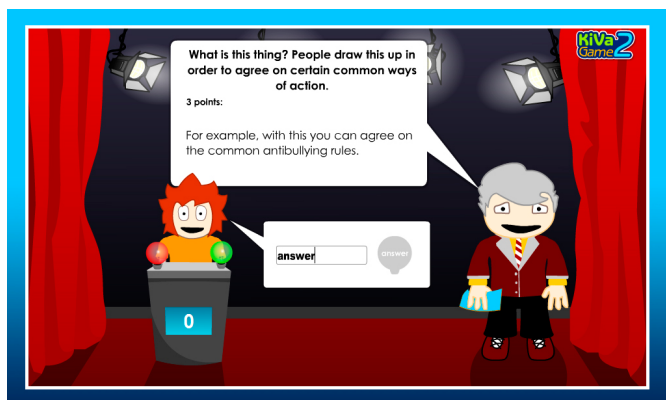 KiVa
Game 2
What is this thing? People draw this up in
order to agree on certain common ways
of action.
3 points:
For example, with this you can agree on
the common antibullying rules.
answer
answer
0